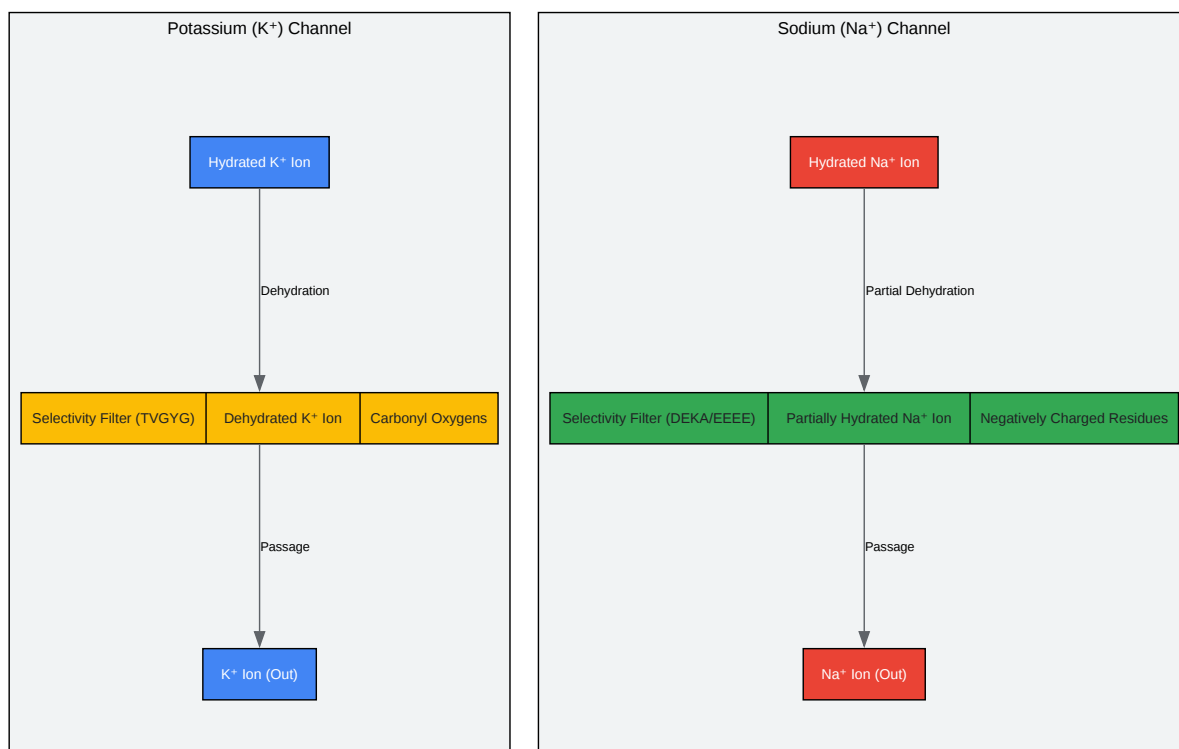 Potassium (K⁺) Channel
Hydrated K⁺ Ion
Dehydration
Selectivity Filter (TVGYG)
Dehydrated K⁺ Ion
Carbonyl Oxygens
Passage
K⁺ Ion (Out)
Sodium (Na⁺) Channel
Hydrated Na⁺ Ion
Partial Dehydration
Selectivity Filter (DEKA/EEEE)
Partially Hydrated Na⁺ Ion
Negatively Charged Residues
Passage
Na⁺ Ion (Out)